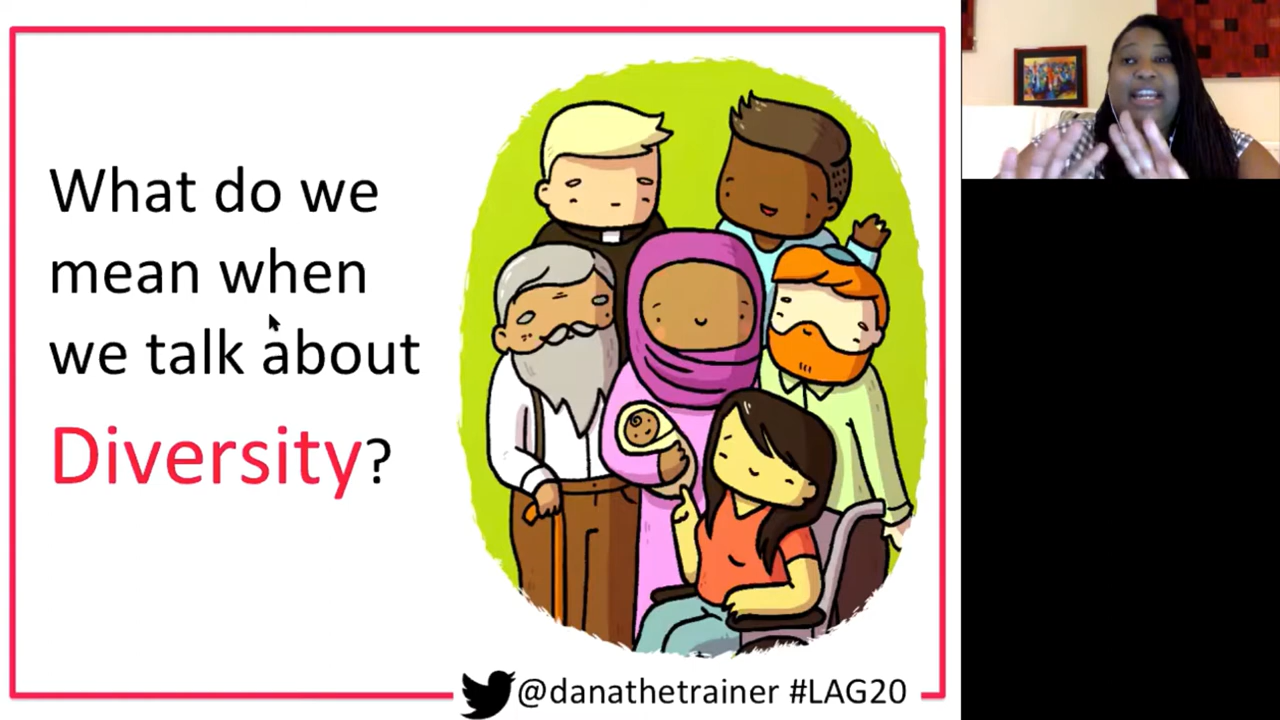 What do we
mean when
we talk about
Diversity?
@danathetrainer #LAG20